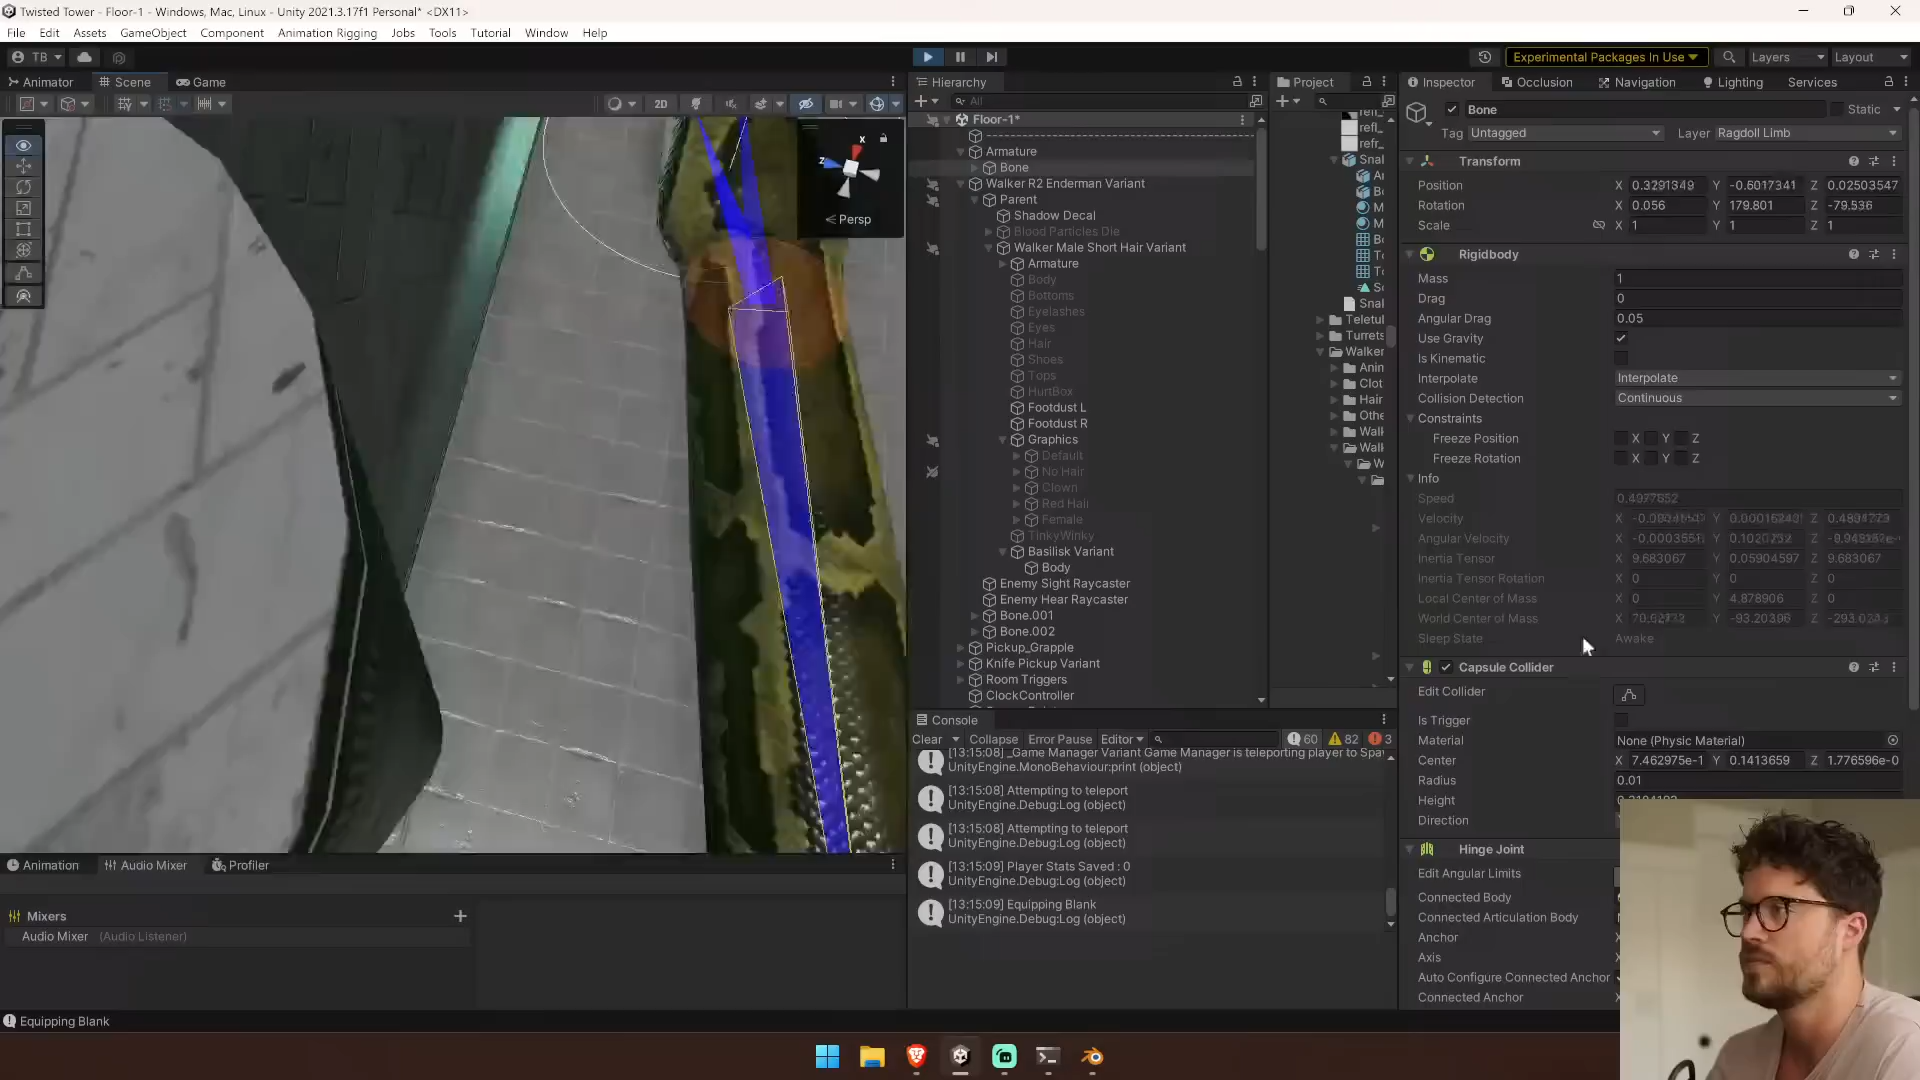 Twisted Tower - Floor-1 - Windows, Mac, Linux - Unity 2021.3.17f1 Personal* <DX11>
File Edit Assets GameObject Component Animation Rigging Jobs Tools Tutorial Window Help
TB Experimental Packages In Use Layers Layout
Animator Scene Game
2D
x
z
Persp
Hierarchy
All
Floor-1*
Armature
Bone
Walker R2 Enderman Variant
Parent
Shadow Decal
Blood Particles Die
Walker Male Short Hair Variant
Armature
Body
Bottoms
Eyelashes
Eyes
Hair
Shoes
Tops
HurtBox
Footdust L
Footdust R
Graphics
Default
No Hair
Clown
Red Hair
Female
TinkyWinky
Basilisk Variant
Body
Enemy Sight Raycaster
Enemy Hear Raycaster
Bone.001
Bone.002
Pickup_Grapple
Knife Pickup Variant
Room Triggers
ClockController
Project
refl_
refr_
Snal
Ar
B
M
M
B
T
T
S
Snal
Teletul
Turrets
Walker
Anin
Clot
Hair
Othe
Walk
Walk
W
Inspector Occlusion Navigation Lighting Services
Bone Static
Tag Untagged Layer Ragdoll Limb
Transform
Position X 0.3291349 Y -0.6017341 Z 0.02503547
Rotation X 0.056 Y 179.801 Z -79.536
Scale X 1 Y 1 Z 1
Rigidbody
Mass 1
Drag 0
Angular Drag 0.05
Use Gravity
Is Kinematic
Interpolate Interpolate
Collision Detection Continuous
Constraints
Freeze Position X Y Z
Freeze Rotation X Y Z
Info
Speed
Velocity X Y Z
Angular Velocity X Y Z
Inertia Tensor X 9.683067 Y 0.05904597 Z 9.683067
Inertia Tensor Rotation X 0 Y 0 Z 0
Local Center of Mass X 0 Y 4.878906 Z 0
World Center of Mass X Y -93.20396 Z
Sleep State Awake
Capsule Collider
Edit Collider
Is Trigger
Material None (Physic Material)
Center X 7.462975e-1 Y 0.1413659 Z 1.776596e-0
Radius 0.01
Height
Direction
Hinge Joint
Edit Angular Limits
Connected Body
Connected Articulation Body
Anchor
Axis
Auto Configure Connected Anchor
Connected Anchor
Console
Clear Collapse Error Pause Editor 60 82 3
[13:15:08] _Game Manager Variant Game Manager is teleporting player to Spa
UnityEngine.MonoBehaviour:print (object)
[13:15:08] Attempting to teleport
UnityEngine.Debug:Log (object)
[13:15:08] Attempting to teleport
UnityEngine.Debug:Log (object)
[13:15:09] Player Stats Saved : 0
UnityEngine.Debug:Log (object)
[13:15:09] Equipping Blank
UnityEngine.Debug:Log (object)
Animation Audio Mixer Profiler
Mixers
Audio Mixer (Audio Listener)
Equipping Blank